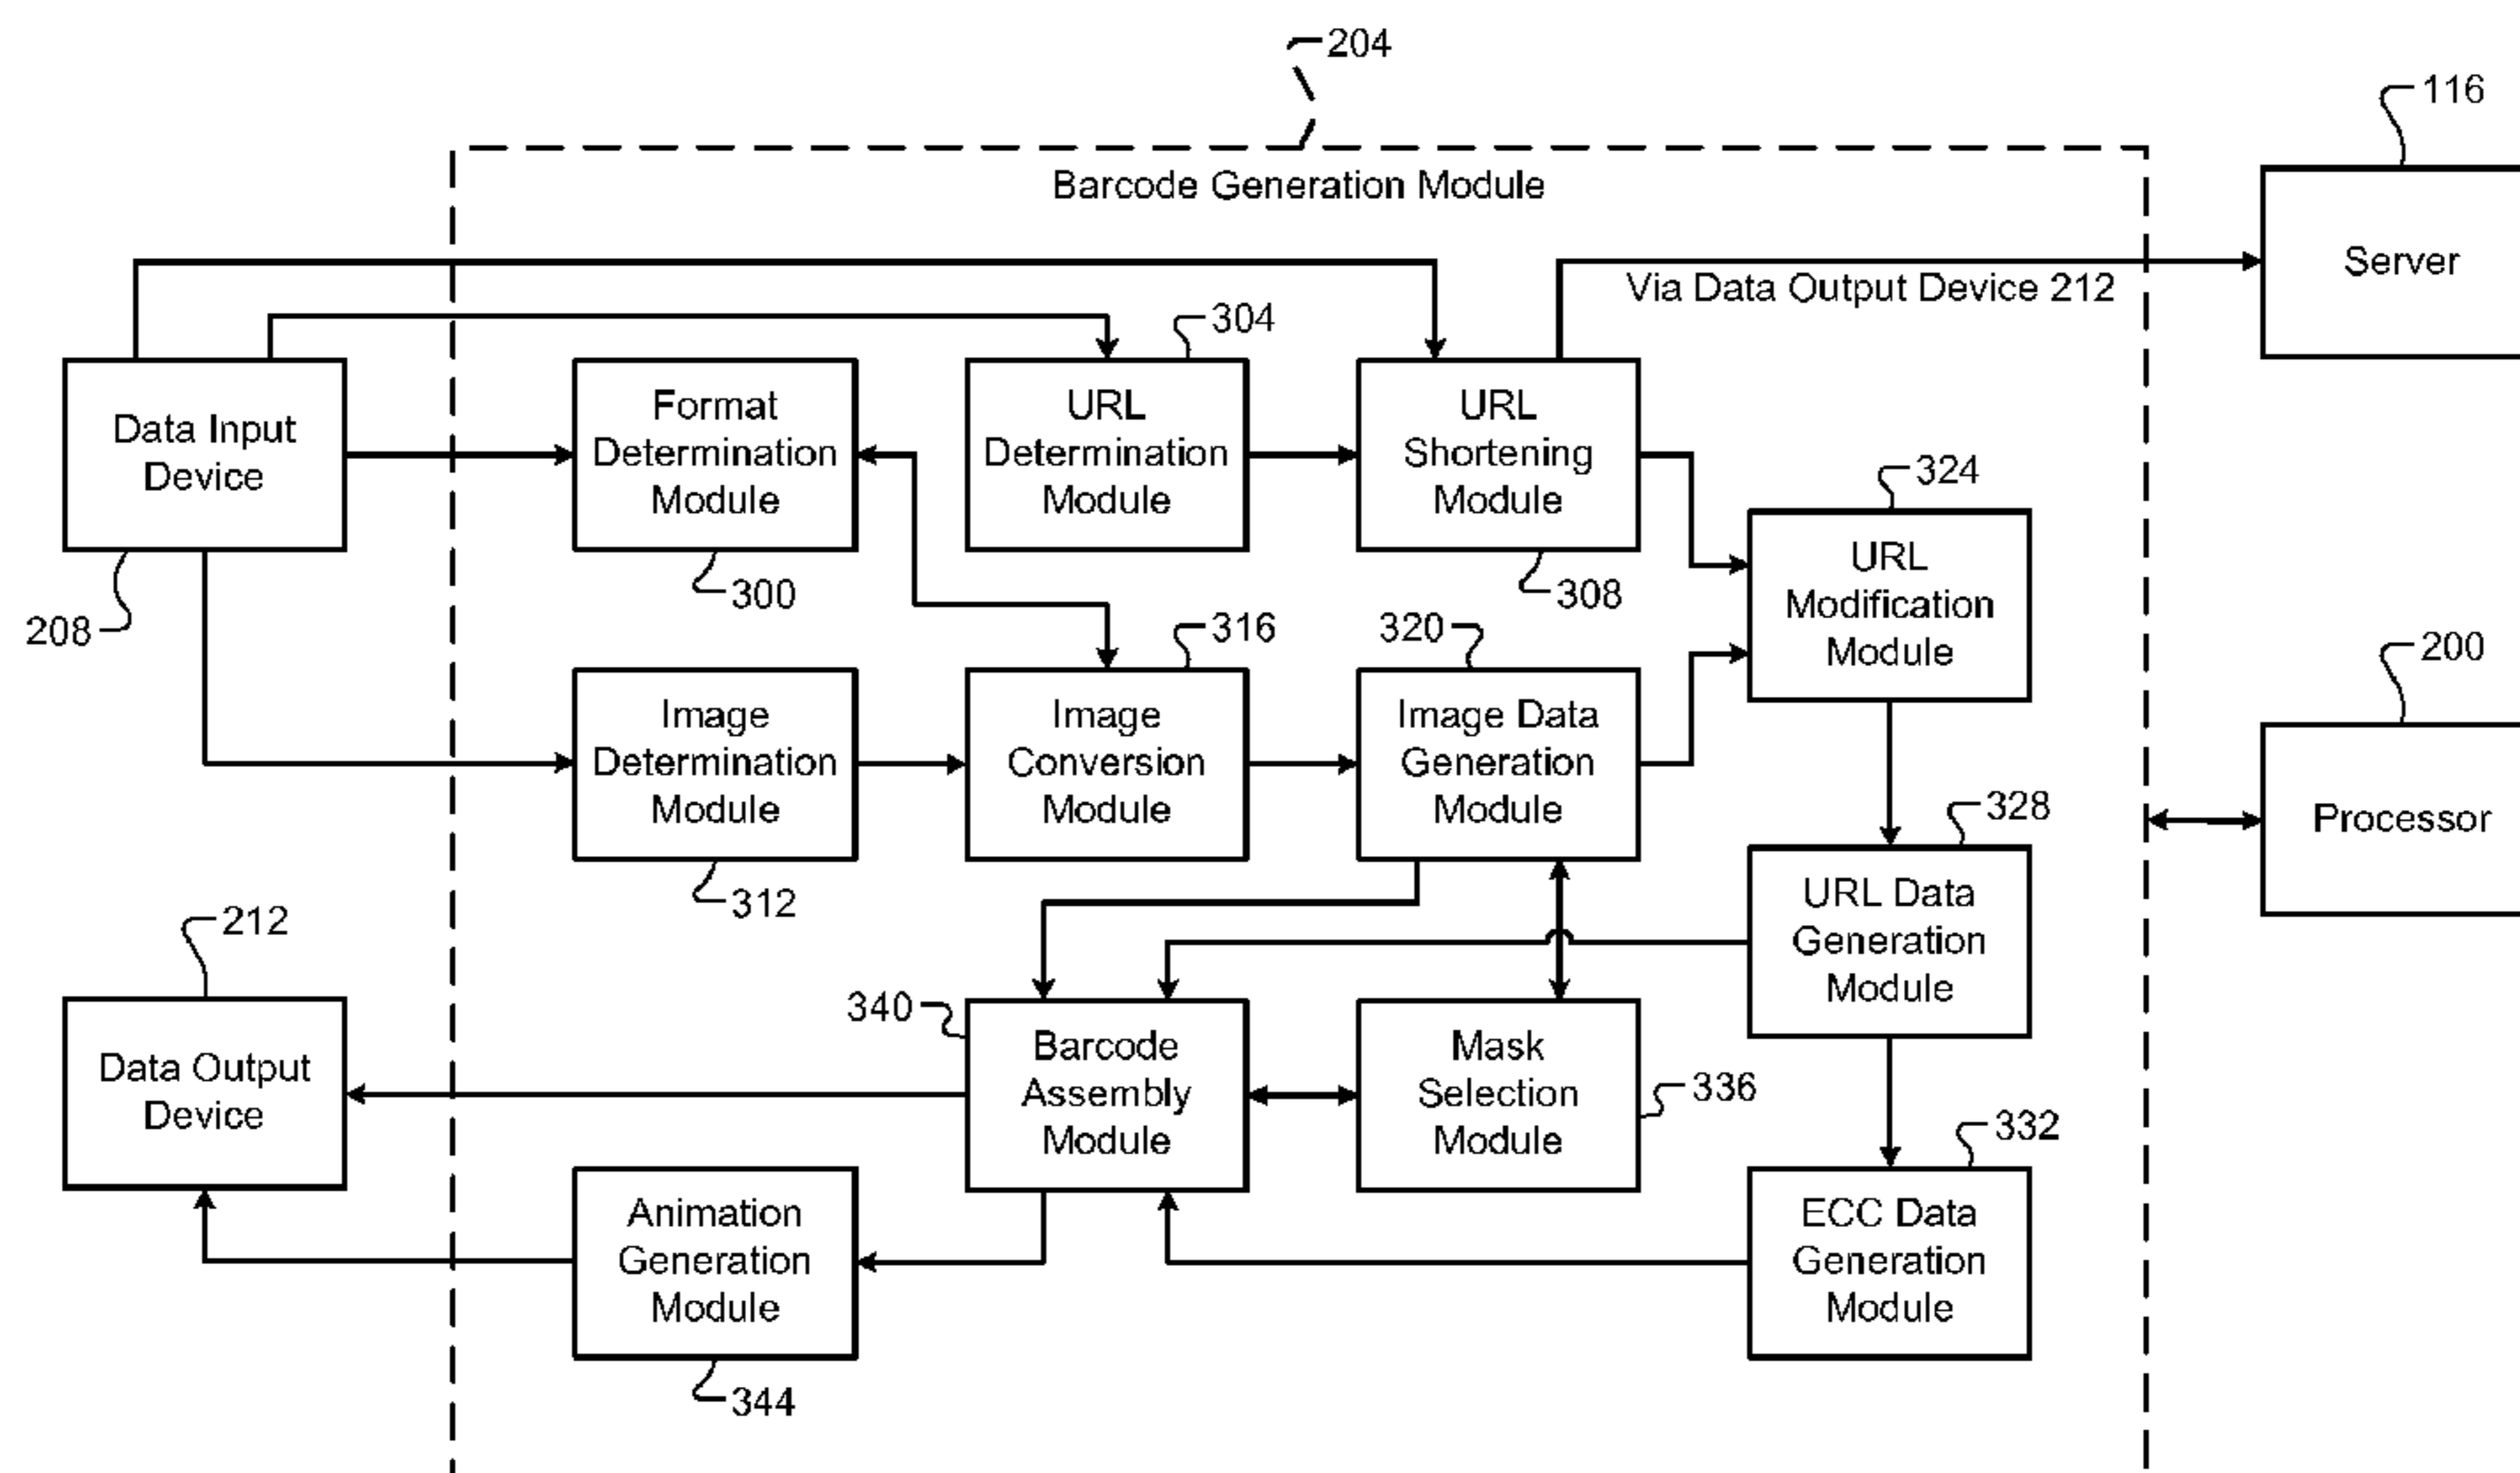 204
116
Barcode Generation Module
Server
Via Data Output Device 212
304
Data Input
Device
Format
Determination
Module
URL
Determination
Module
URL
Shortening
Module
324
208
300
308
URL
Modification
Module
316
320
200
Image
Determination
Module
Image
Conversion
Module
Image Data
Generation
Module
328
Processor
312
212
URL Data
Generation
Module
340
Data Output
Device
Barcode
Assembly
Module
Mask
Selection
Module
336
332
Animation
Generation
Module
ECC Data
Generation
Module
344